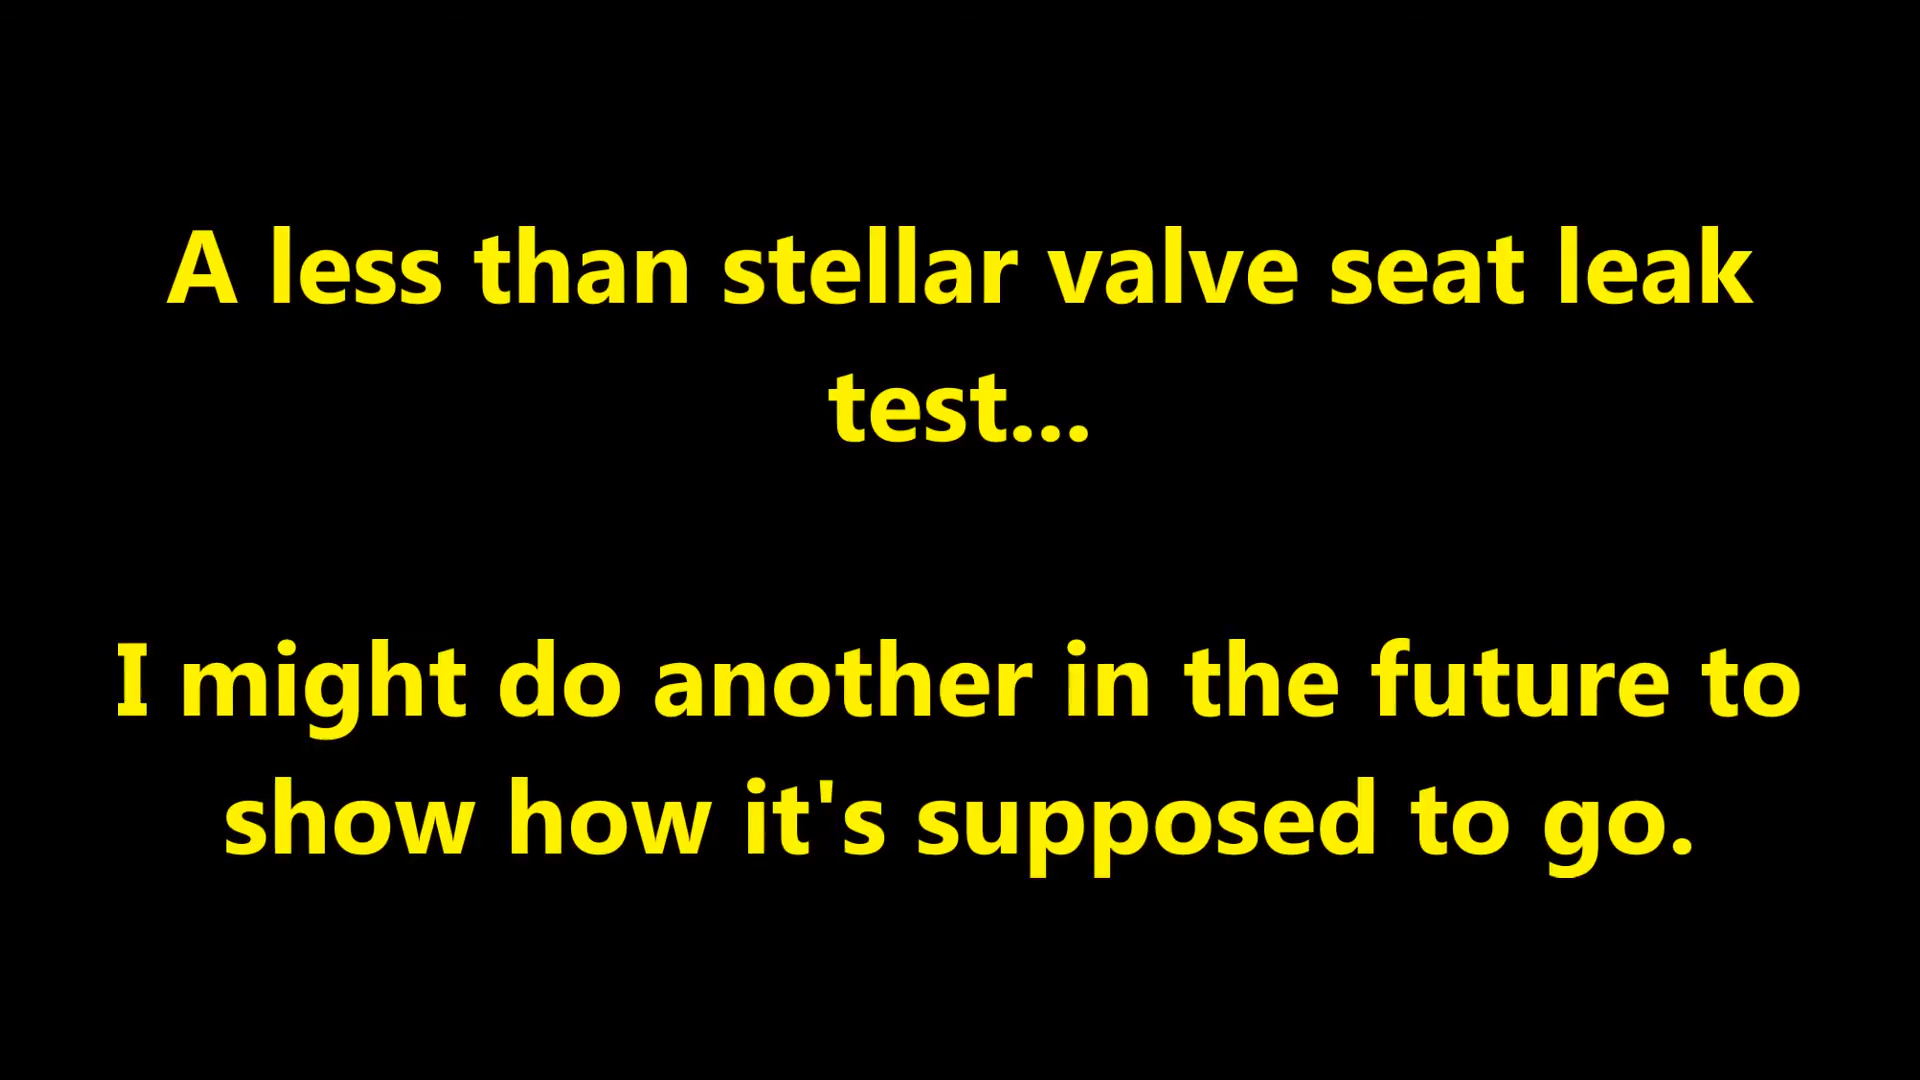 A less than stellar valve seat leak
test...
I might do another in the future to
show how it's supposed to go.